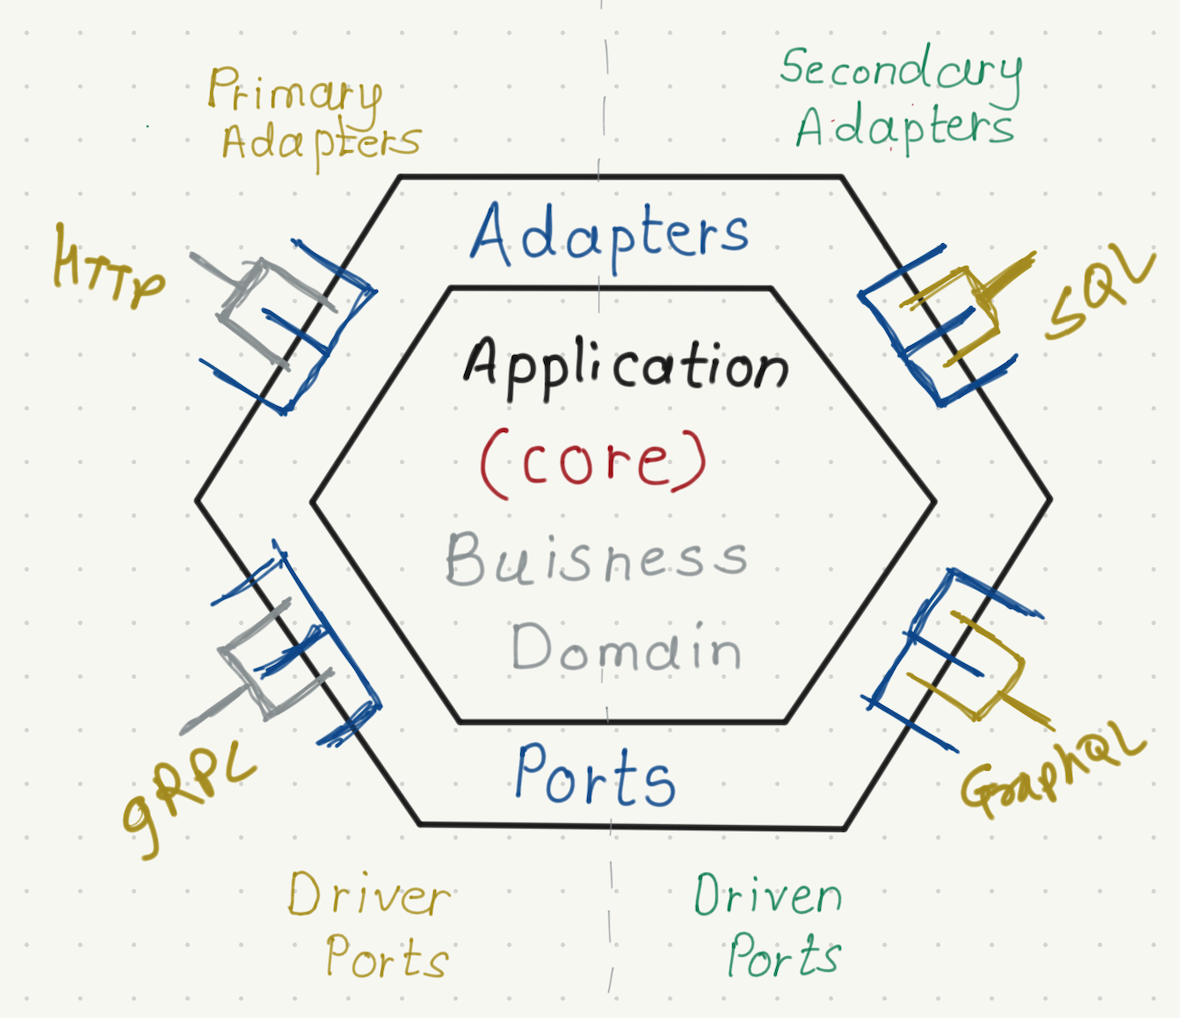 Primary
Adapters
Secondary
Adapters
HTTP
Adapters
SQL
Application
(core)
Buisness
Domain
gRPC
Ports
GraphQL
Driver
Ports
Driven
Ports